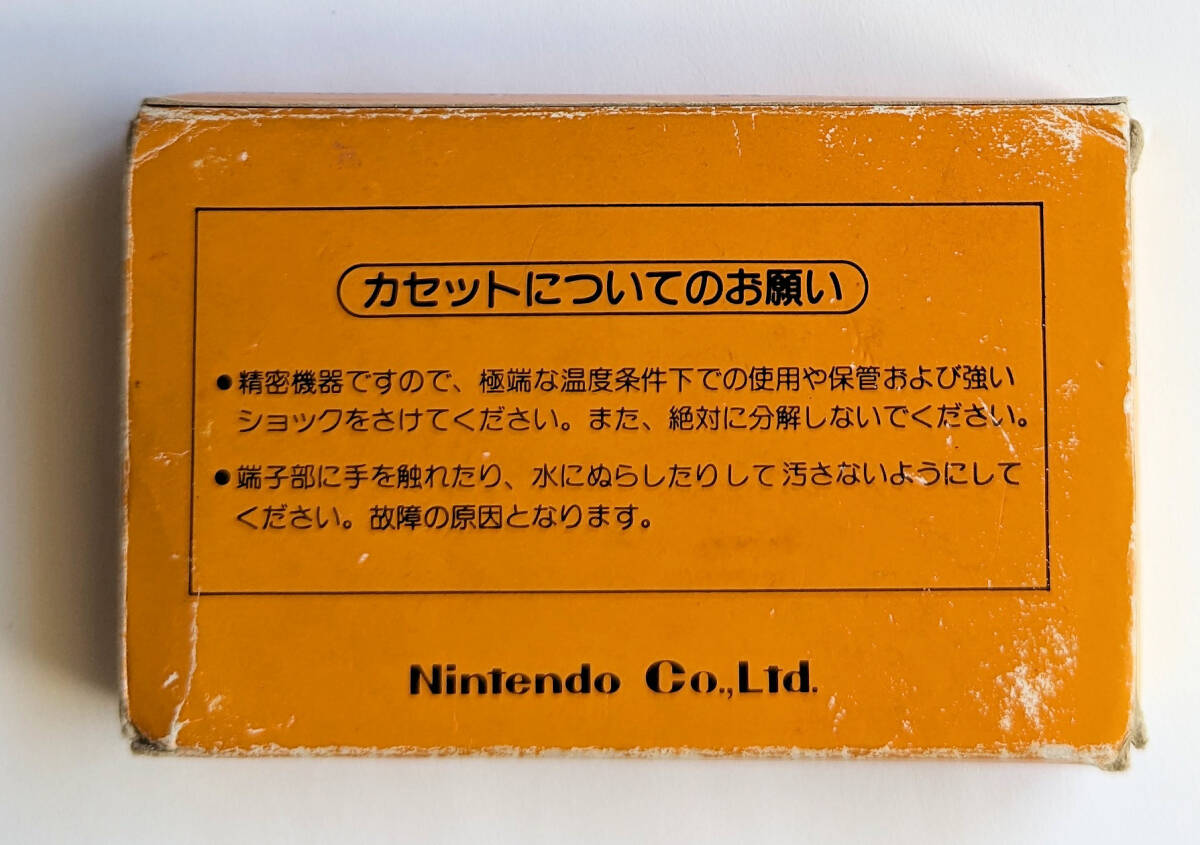 カセットについてのお願い
●精密機器ですので、極端な温度条件下での使用や保管および強い
ショックをさけてください。また、絶対に分解しないでください。
●端子部に手を触れたり、水にぬらしたりして汚さないようにして
ください。故障の原因となります。
Nintendo Co.,Ltd.